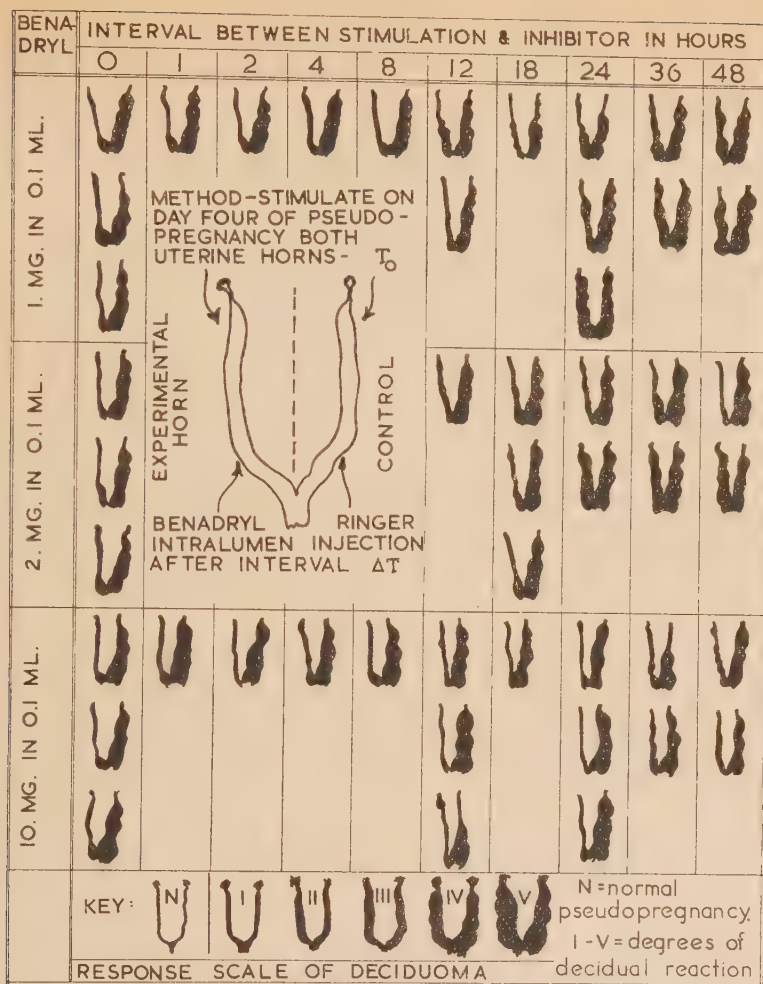 BENA- INTERVAL BETWEEN STIMULATION & INHIBITOR IN HOURS
DRYL 0 1 2 4 8 12 18 24 36 48
1. MG. IN 0.1 ML.
METHOD-STIMULATE ON
DAY FOUR OF PSEUDO-
PREGNANCY BOTH
UTERINE HORNS- T₀
EXPERIMENTAL
HORN
CONTROL
2. MG. IN 0.1 ML.
BENADRYL RINGER
INTRALUMEN INJECTION
AFTER INTERVAL ΔT
10. MG. IN 0.1 ML.
KEY: N I II III IV V
N=normal
pseudopregnancy.
I-V=degrees of
decidual reaction
RESPONSE SCALE OF DECIDUOMA